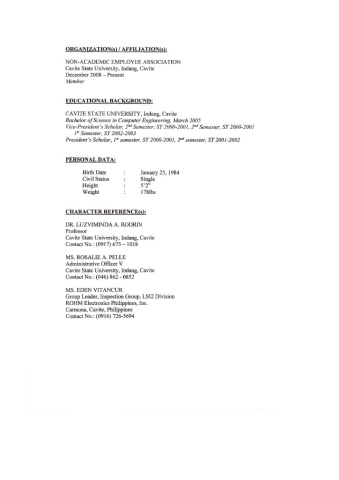 ORGANIZATION(s) / AFFILIATION(s):
NON-ACADEMIC EMPLOYEE ASSOCIATION
Cavite State University, Indang, Cavite
December 2008 – Present
Member
EDUCATIONAL BACKGROUND:
CAVITE STATE UNIVERSITY, Indang, Cavite
Bachelor of Science in Computer Engineering, March 2005
Vice-President's Scholar, 2nd Semester, SY 2000-2001, 2nd Semester, SY 2000-2001
1st Semester, SY 2002-2003
President's Scholar, 1st semester, SY 2000-2001, 2nd semester, SY 2001-2002
PERSONAL DATA:
Birth Date : January 25, 1984
Civil Status : Single
Height : 5'2"
Weight : 178lbs
CHARACTER REFERENCE(s):
DR. LUZVIMINDA A. RODRIN
Professor
Cavite State University, Indang, Cavite
Contact No.: (0917) 675 – 1018
MS. ROSALIE A. PELLE
Administrative Officer V
Cavite State University, Indang, Cavite
Contact No.: (046) 862 - 0852
MS. EDEN VITANCUR
Group Leader, Inspection Group, LSI2 Division
ROHM Electronics Philippines, Inc.
Carmona, Cavite, Philippines
Contact No.: (0916) 726-5694